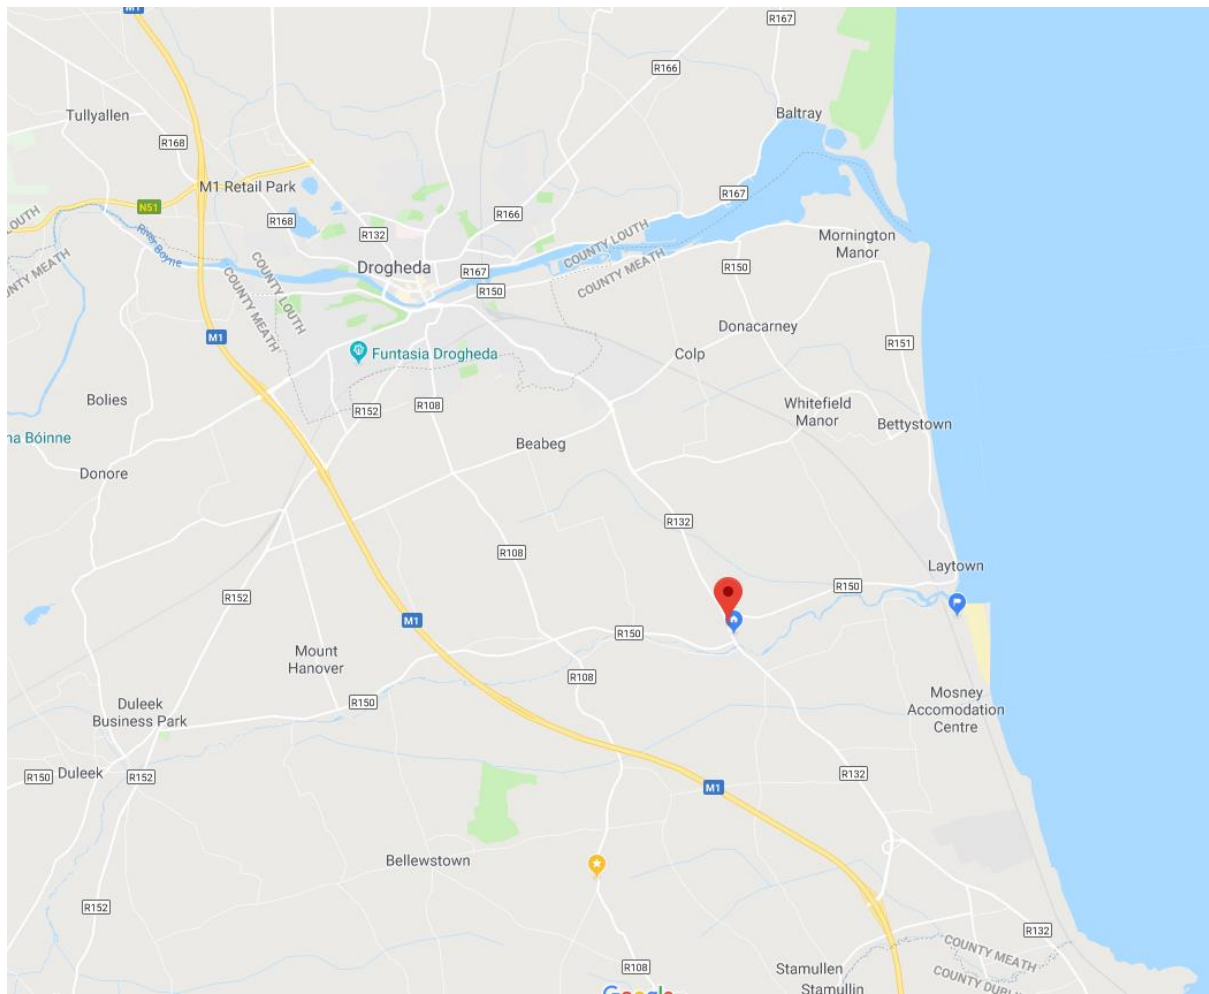 M1
R167
R166
Baltray
Tullyallen
R168
M1 Retail Park
R167
N51
R166
R168
R132
COUNTY LOUTH
COUNTY MEATH
River Boyne
COUNTY LOUTH
COUNTY MEATH
Mornington
Manor
Drogheda
R167
R150
R150
COUNTY LOUTH
COUNTY MEATH
Donacarney
M1
R151
Funtasia Drogheda
Colp
Bolies
R152
R108
Whitefield
Manor
Bettystown
na Bóinne
Beabeg
Donore
R132
R108
Laytown
R150
R152
M1
R150
Mount
Hanover
R108
Mosney
Accomodation
Centre
R150
Duleek
Business Park
R150
Duleek
R152
R132
M1
Bellewstown
R152
R132
COUNTY MEATH
R108
Stamullen
Stamullin
Google